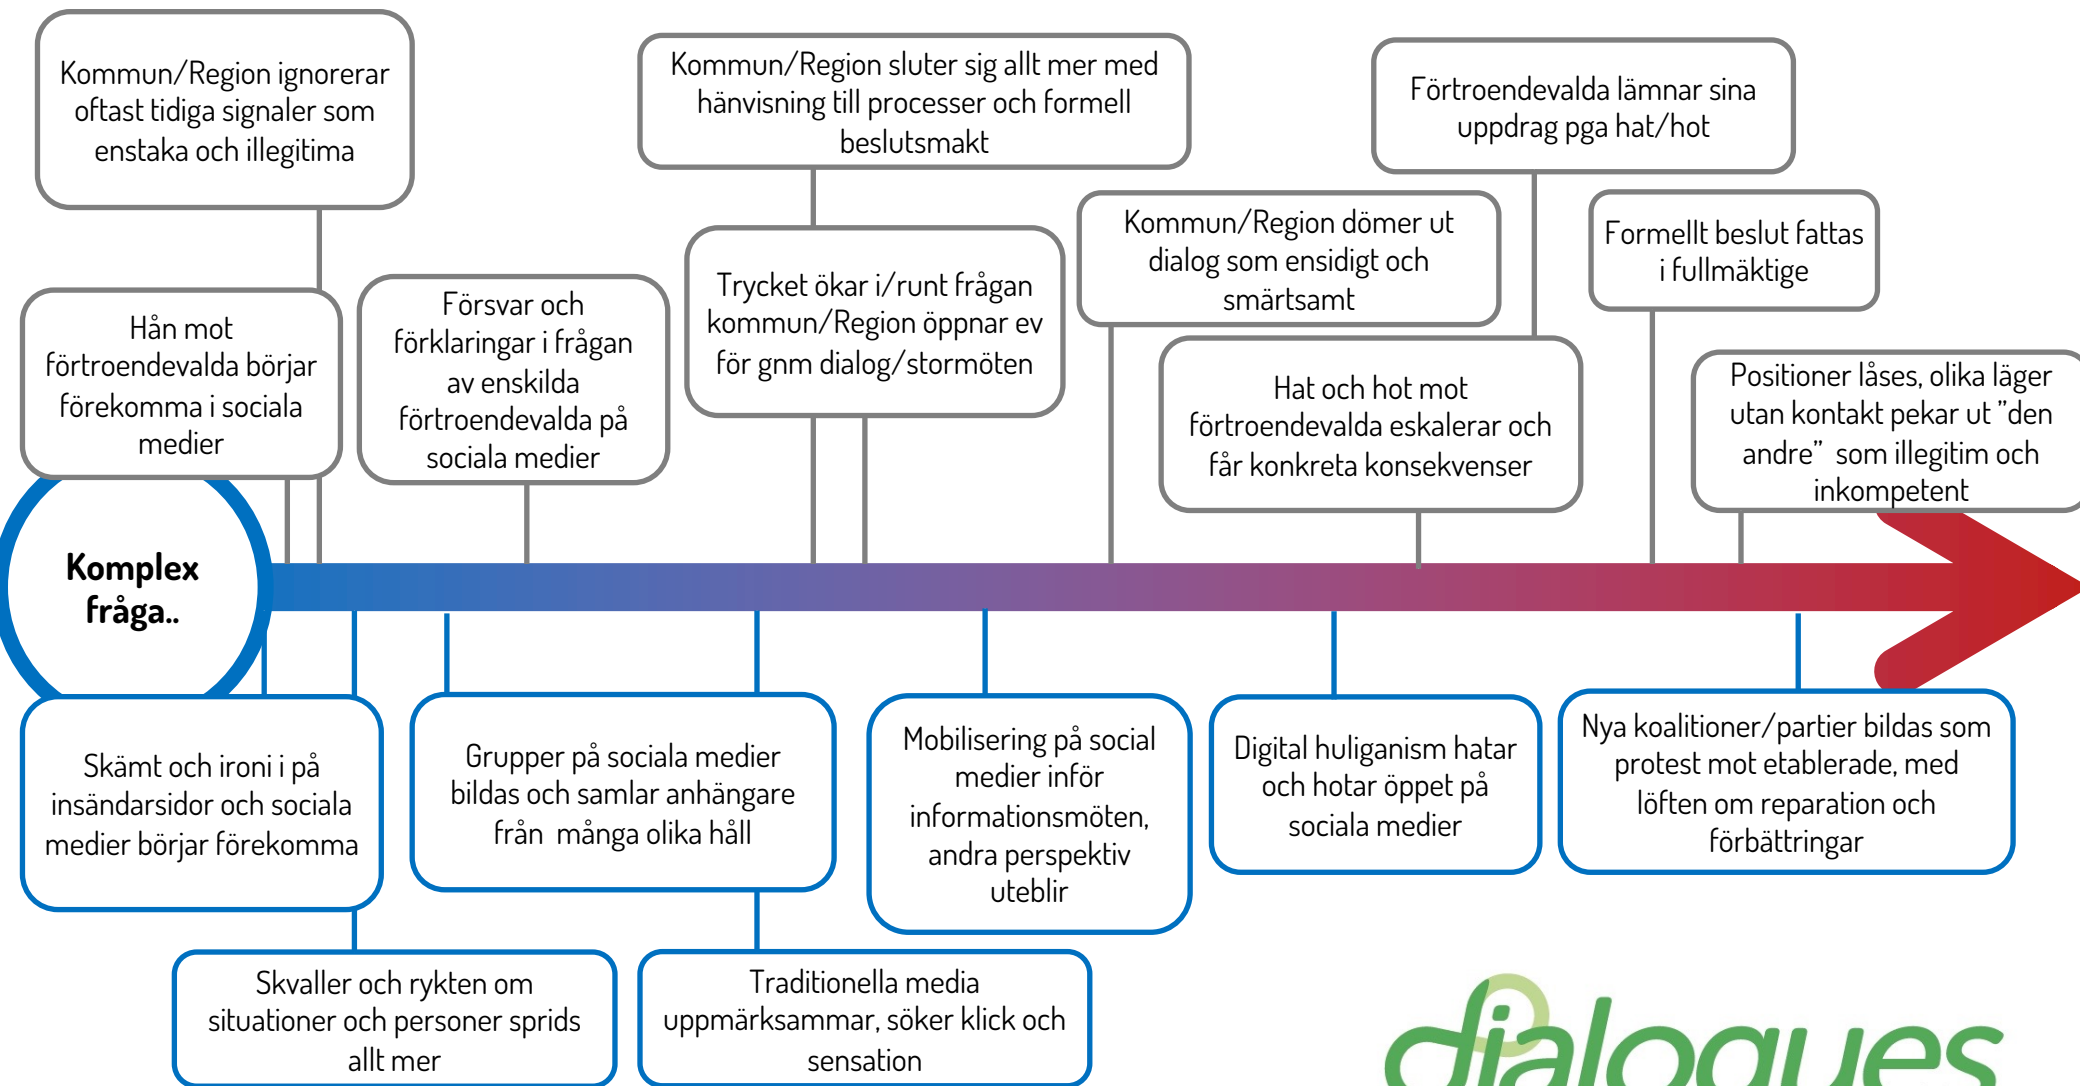 Kommun/Region ignorerar
oftast tidiga signaler som
enstaka och illegitima
Kommun/Region sluter sig allt mer med
hänvisning till processer och formell
beslutsmakt
Förtroendevalda lämnar sina
uppdrag pga hat/hot
Kommun/Region dömer ut
dialog som ensidigt och
smärtsamt
Formellt beslut fattas
i fullmäktige
Hån mot
förtroendevalda börjar
förekomma i sociala
medier
Försvar och
förklaringar i frågan
av enskilda
förtroendevalda på
sociala medier
Trycket ökar i/runt frågan
kommun/Region öppnar ev
för gnm dialog/stormöten
Hat och hot mot
förtroendevalda eskalerar och
får konkreta konsekvenser
Positioner låses, olika läger
utan kontakt pekar ut ”den
andre” som illegitim och
inkompetent
Komplex
fråga..
Skämt och ironi i på
insändarsidor och sociala
medier börjar förekomma
Grupper på sociala medier
bildas och samlar anhängare
från många olika håll
Mobilisering på social
medier inför
informationsmöten,
andra perspektiv
uteblir
Digital huliganism hatar
och hotar öppet på
sociala medier
Nya koalitioner/partier bildas som
protest mot etablerade, med
löften om reparation och
förbättringar
Skvaller och rykten om
situationer och personer sprids
allt mer
Traditionella media
uppmärksammar, söker klick och
sensation
dialogues